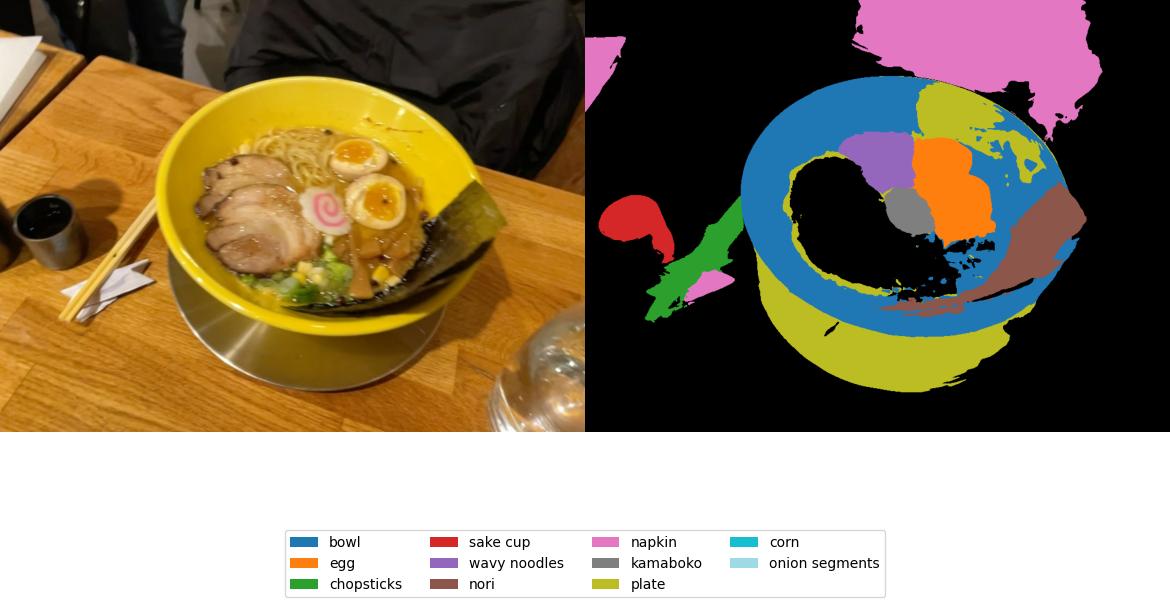 bowl
egg
chopsticks
sake cup
wavy noodles
nori
napkin
kamaboko
plate
corn
onion segments